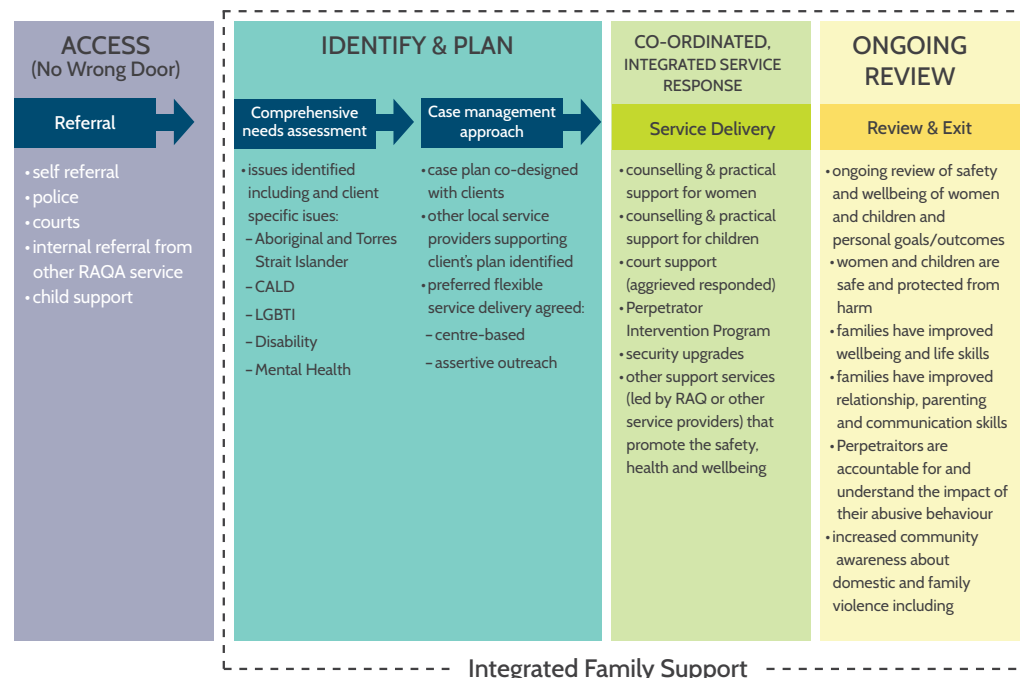 ACCESS
(No Wrong Door)
Referral
• self referral
• police
• courts
• internal referral from
other RAQA service
• child support
IDENTIFY & PLAN
Comprehensive
needs assessment
• issues identified
including and client
specific isues:
– Aboriginal and Torres
Strait Islander
– CALD
– LGBTI
– Disability
– Mental Health
Case management
approach
• case plan co-designed
with clients
• other local service
providers supporting
client's plan identified
• preferred flexible
service delivery agreed:
– centre-based
– assertive outreach
CO-ORDINATED,
INTEGRATED SERVICE
RESPONSE
Service Delivery
• counselling & practical
support for women
• counselling & practical
support for children
• court support
(aggrieved responded)
• Perpetrator
Intervention Program
• security upgrades
• other support services
(led by RAQ or other
service providers) that
promote the safety,
health and wellbeing
ONGOING
REVIEW
Review & Exit
• ongoing review of safety
and wellbeing of women
and children and
personal goals/outcomes
• women and children are
safe and protected from
harm
• families have improved
wellbeing and life skills
• families have improved
relationship, parenting
and communication skills
• Perpetraitors are
accountable for and
understand the impact of
their abusive behaviour
• increased community
awareness about
domestic and family
violence including
Integrated Family Support